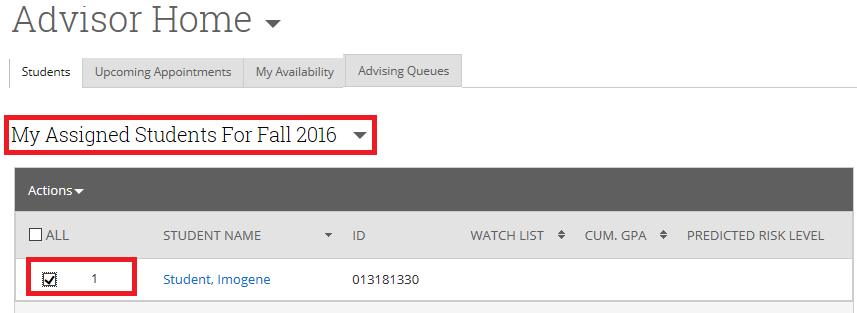 Advisor Home
Students Upcoming Appointments My Availability Advising Queues
My Assigned Students For Fall 2016
Actions
ALL STUDENT NAME ID WATCH LIST CUM. GPA PREDICTED RISK LEVEL
1 Student, Imogene 013181330